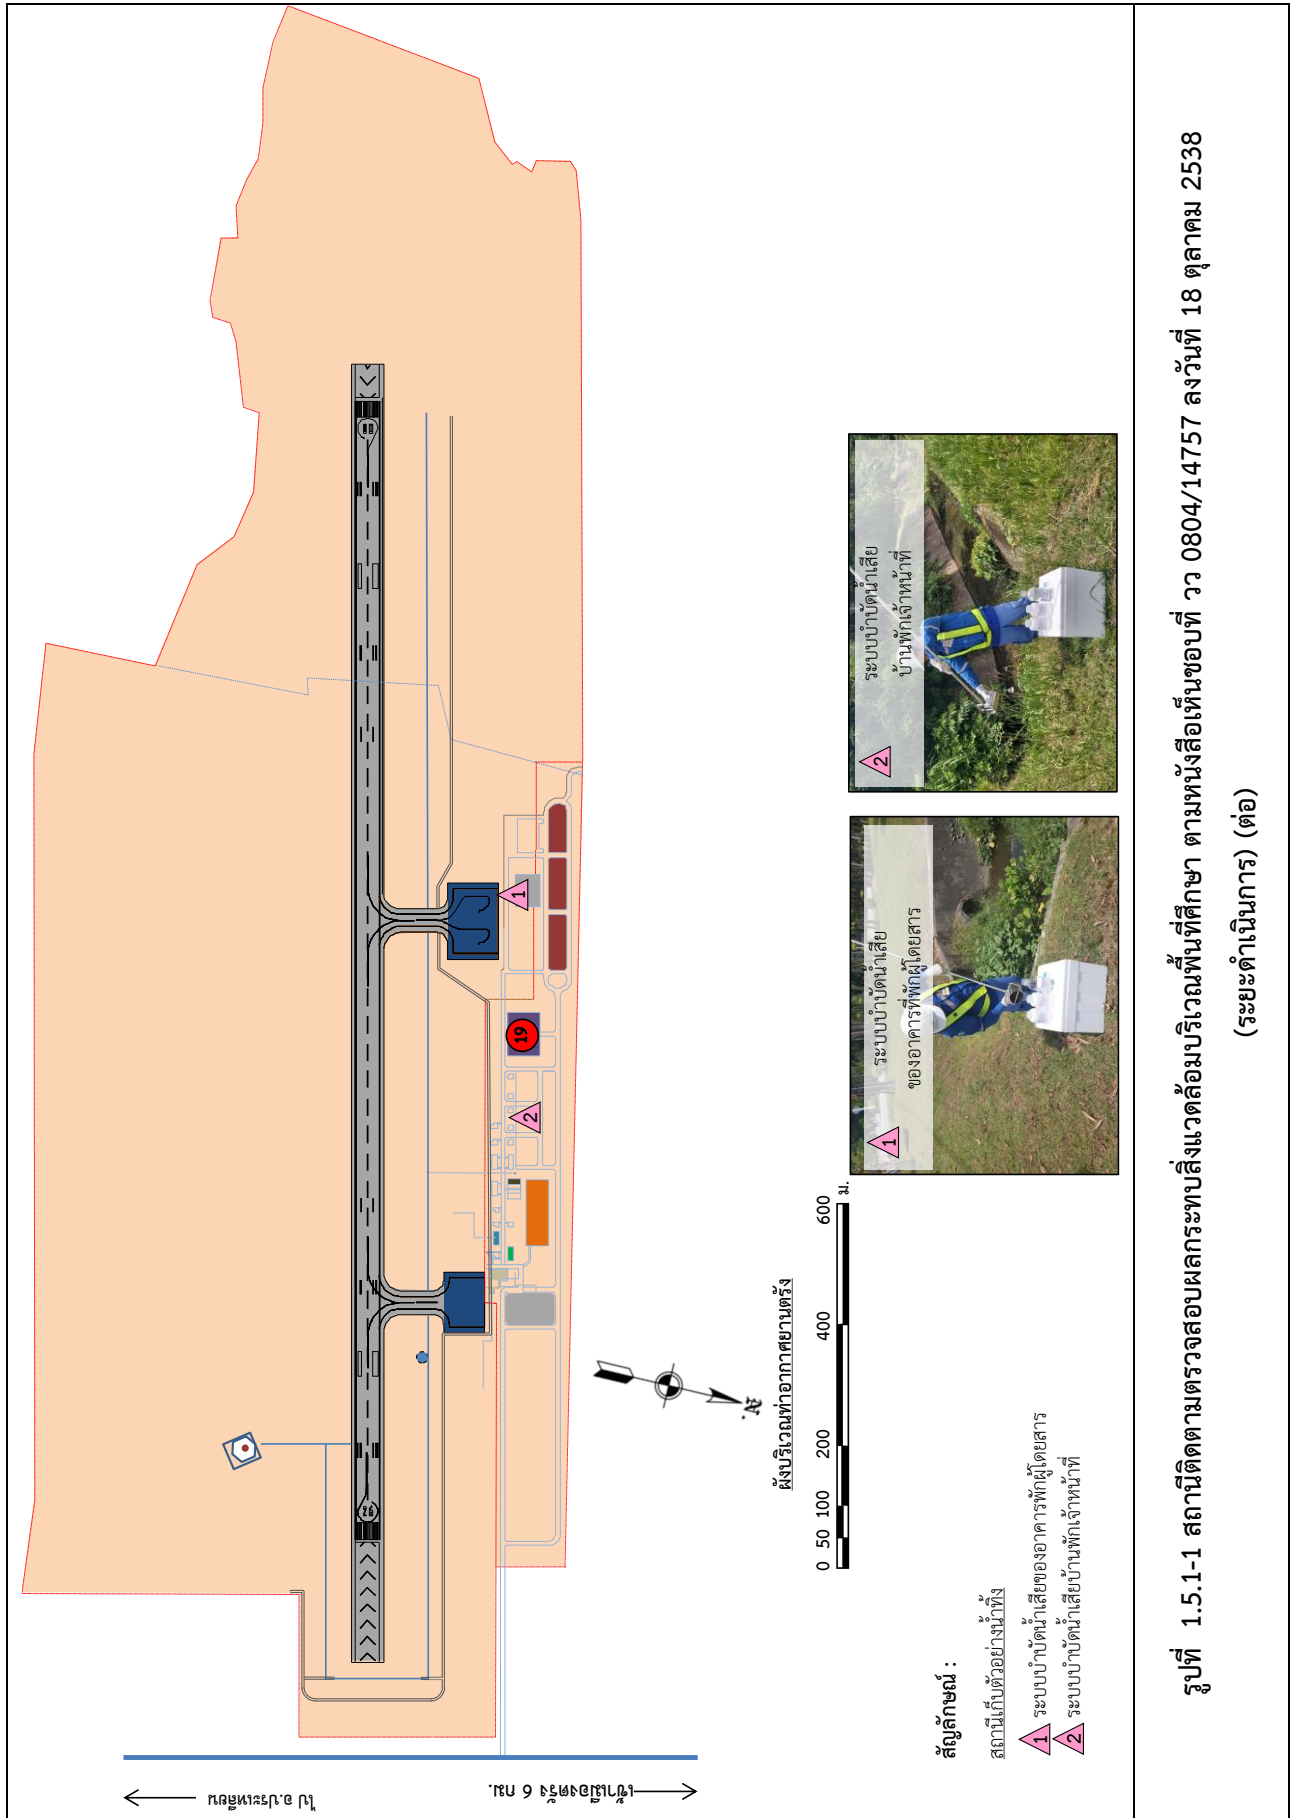 ไป อ.ปะเหลียน
เข้าเมืองตรัง 6 กม.
26
08
19
1
2
น.
ผังบริเวณท่าอากาศยานตรัง
0 50 100 200 400 600 ม.
สัญลักษณ์ :
สถานีเก็บตัวอย่างน้ำทิ้ง
1 ระบบบำบัดน้ำเสียของอาคารพักผู้โดยสาร
2 ระบบบำบัดน้ำเสียบ้านพักเจ้าหน้าที่
1
ระบบบำบัดน้ำเสีย
ของอาคารที่พักผู้โดยสาร
2
ระบบบำบัดน้ำเสีย
บ้านพักเจ้าหน้าที่
รูปที่ 1.5.1-1 สถานีติดตามตรวจสอบผลกระทบสิ่งแวดล้อมบริเวณพื้นที่ศึกษา ตามหนังสือเห็นชอบที่ วว 0804/14757 ลงวันที่ 18 ตุลาคม 2538
(ระยะดำเนินการ) (ต่อ)